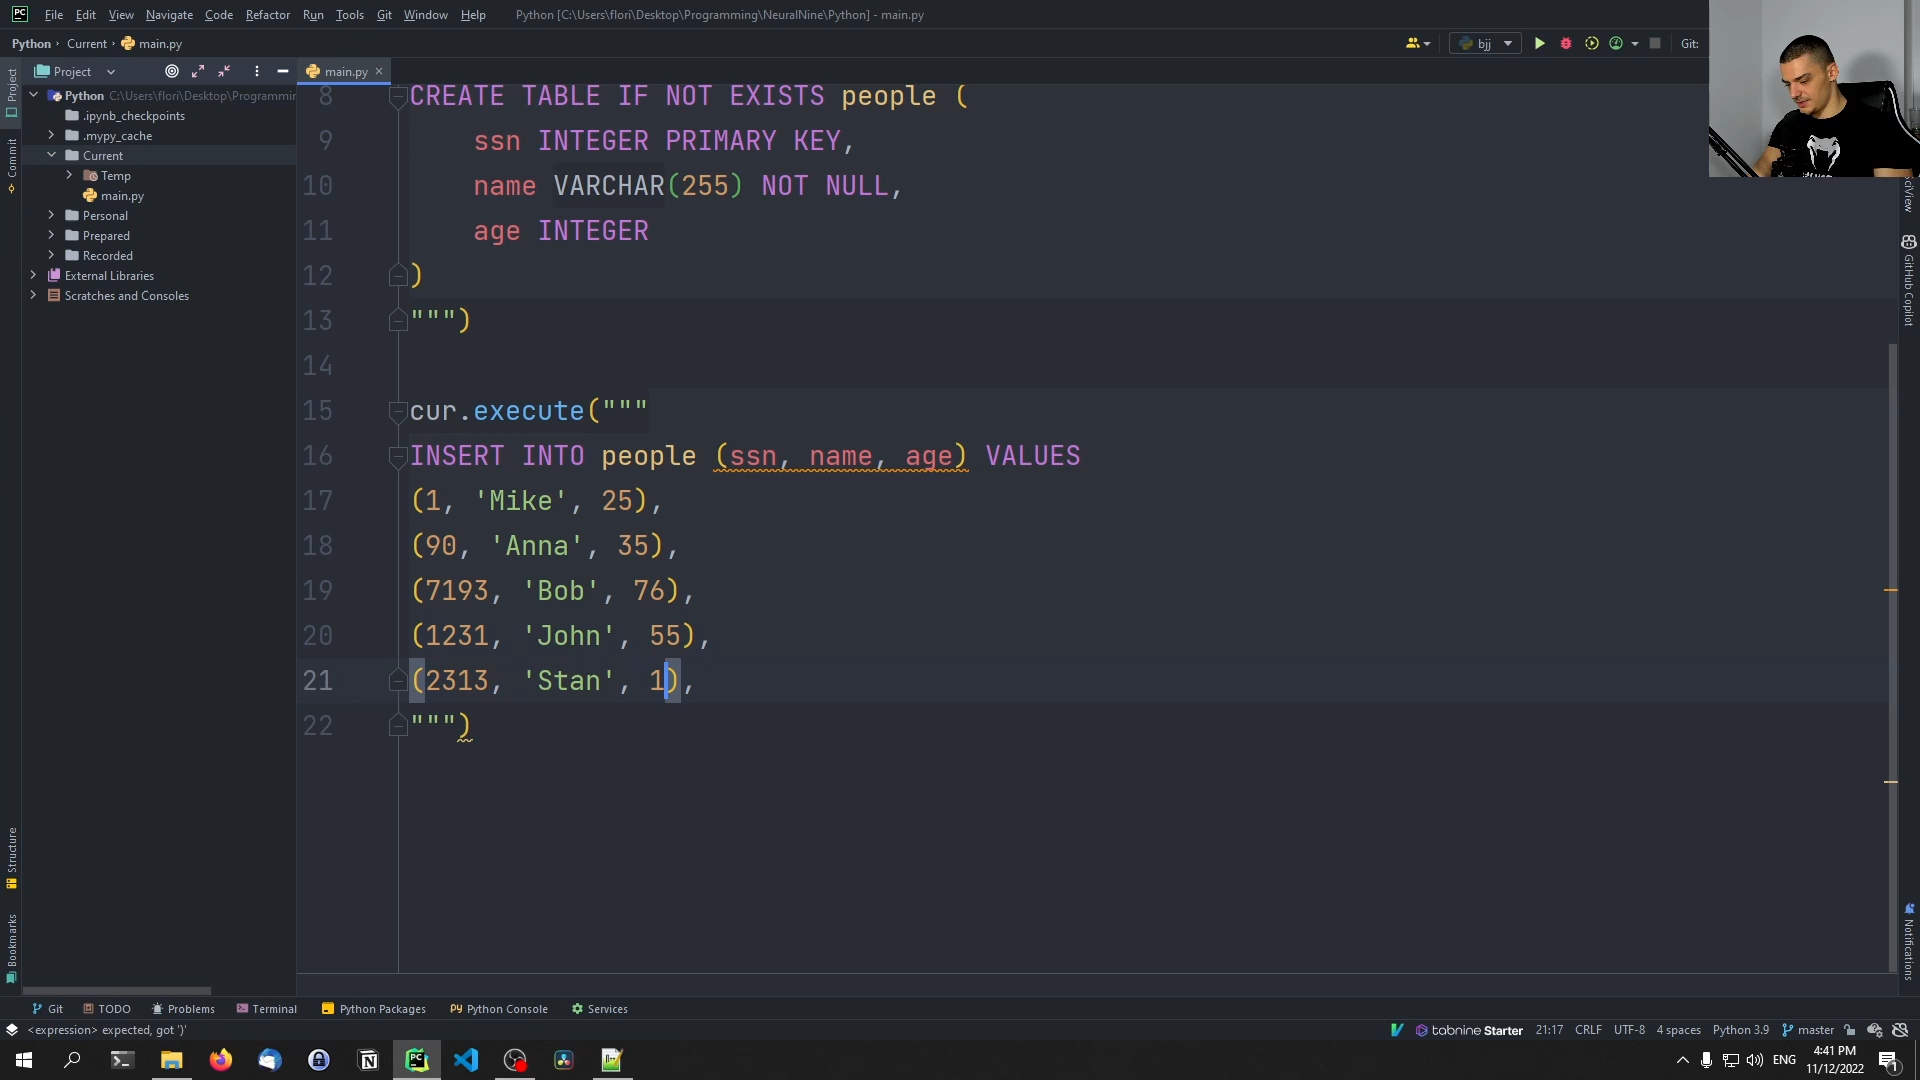 PC File Edit View Navigate Code Refactor Run Tools Git Window Help Python [C:\Users\flori\Desktop\Programming\NeuralNine\Python] - main.py
Python Current main.py bjj Git:
Project main.py
Python C:\Users\flori\Desktop\Programmin
.ipynb_checkpoints
.mypy_cache
Current
Temp
main.py
Personal
Prepared
Recorded
External Libraries
Scratches and Consoles
Project
Commit
Structure
Bookmarks
8 CREATE TABLE IF NOT EXISTS people (
9 ssn INTEGER PRIMARY KEY,
10 name VARCHAR(255) NOT NULL,
11 age INTEGER
12 )
13 """)
14
15 cur.execute("""
16 INSERT INTO people (ssn, name, age) VALUES
17 (1, 'Mike', 25),
18 (90, 'Anna', 35),
19 (7193, 'Bob', 76),
20 (1231, 'John', 55),
21 (2313, 'Stan', 1),
22 """)
SciView
GitHub Copilot
Notifications
Git TODO Problems Terminal Python Packages Python Console Services
<expression> expected, got ')' tabnine Starter 21:17 CRLF UTF-8 4 spaces Python 3.9 master
ENG 4:41 PM
11/12/2022
1